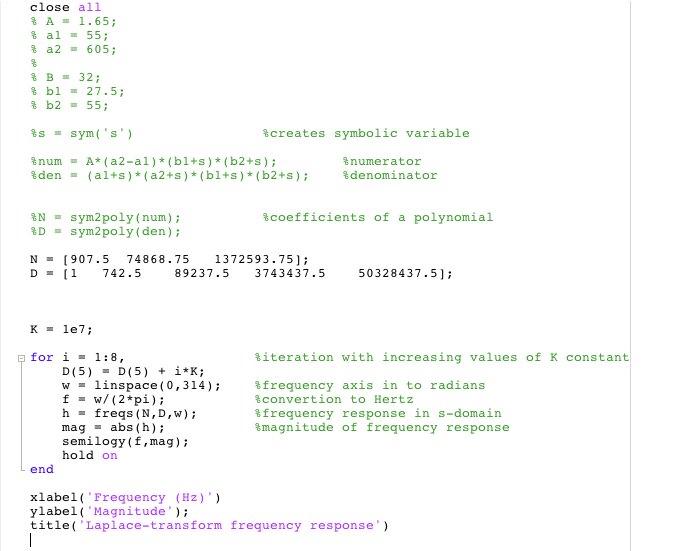 close all
% A = 1.65;
% a1 = 55;
% a2 = 605;
%
% B = 32;
% b1 = 27.5;
% b2 = 55;
%s = sym('s') %creates symbolic variable
%num = A*(a2-a1)*(b1+s)*(b2+s); %numerator
%den = (a1+s)*(a2+s)*(b1+s)*(b2+s); %denominator
%N = sym2poly(num); %coefficients of a polynomial
%D = sym2poly(den);
N = [907.5 74868.75 1372593.75];
D = [1 742.5 89237.5 3743437.5 50328437.5];
K = 1e7;
for i = 1:8, %iteration with increasing values of K constant
D(5) = D(5) + i*K;
w = linspace(0,314); %frequency axis in to radians
f = w/(2*pi); %convertion to Hertz
h = freqs(N,D,w); %frequency response in s-domain
mag = abs(h); %magnitude of frequency response
semilogy(f,mag);
hold on
end
xlabel('Frequency (Hz)')
ylabel('Magnitude');
title('Laplace-transform frequency response')